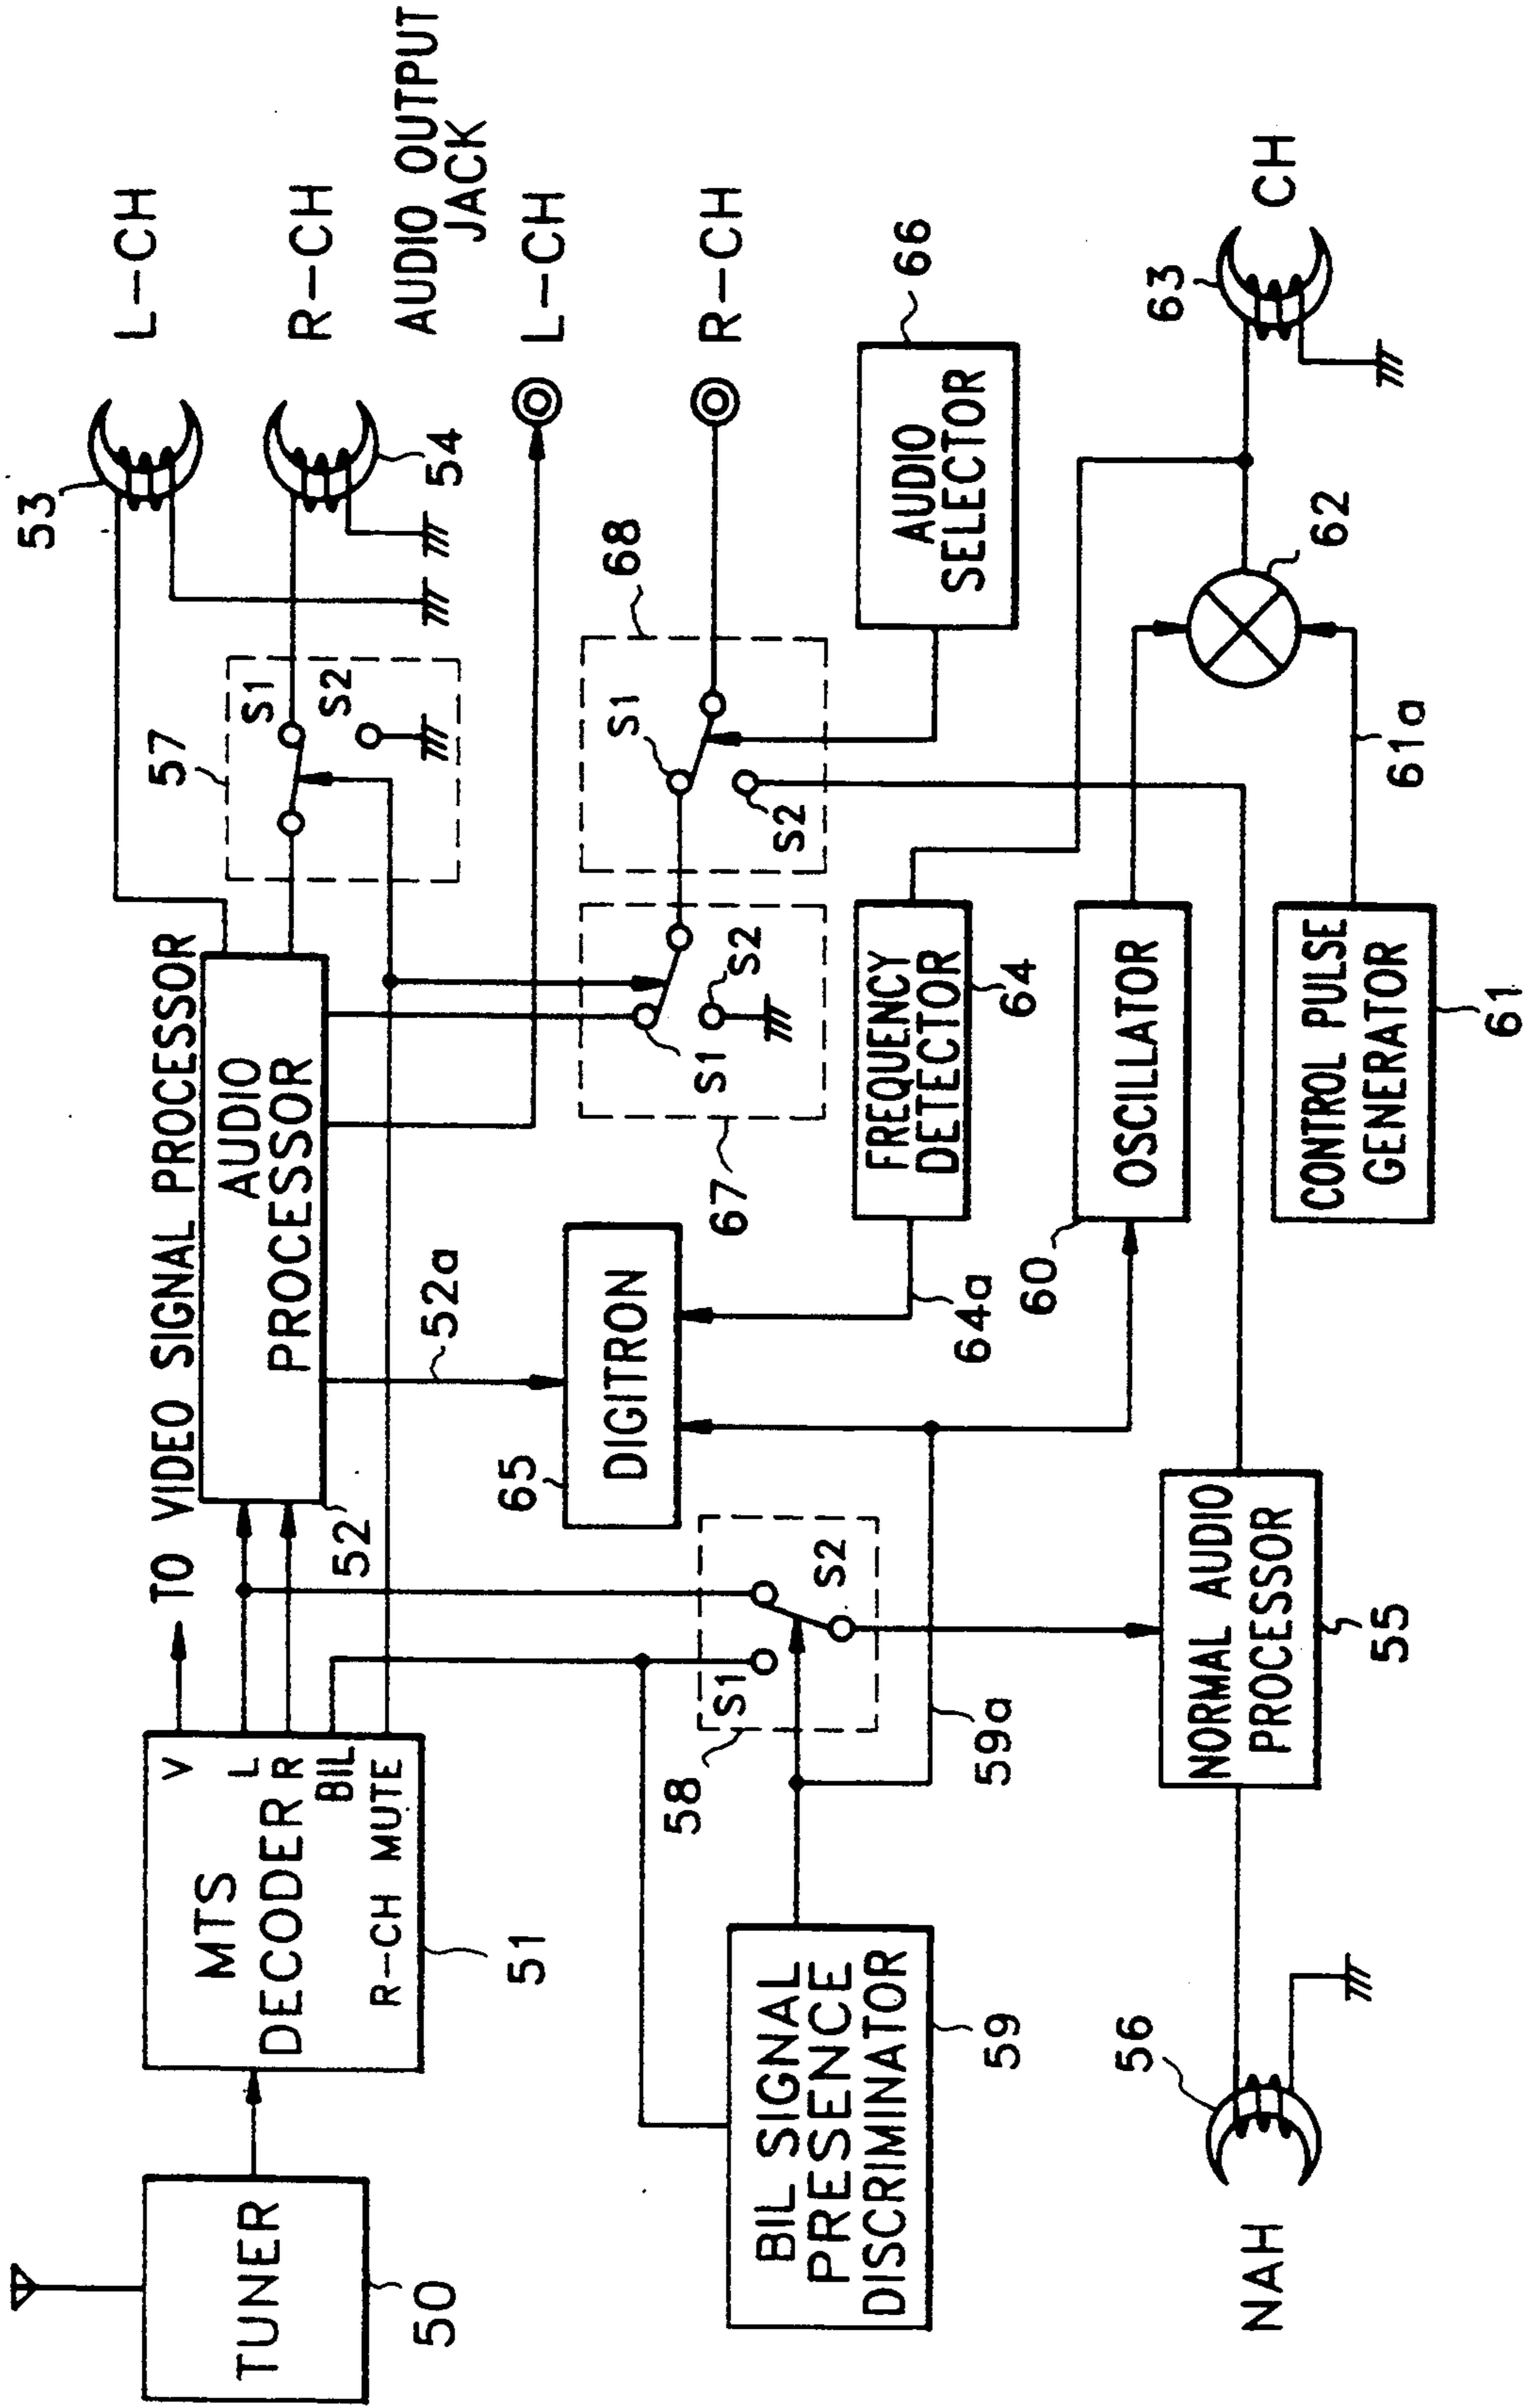 TUNER
50
V
L
R
BIL
R-CH MUTE
MTS
DECODER
51
TO VIDEO SIGNAL PROCESSOR
AUDIO
PROCESSOR
52
52a
53
L-CH
54
R-CH
57
S1
S2
AUDIO OUTPUT
JACK
L-CH
R-CH
68
S1
S2
67
S1
S2
AUDIO
SELECTOR
66
DIGITRON
65
58
S1
S2
BIL SIGNAL
PRESENCE
DISCRIMINATOR
59
59a
FREQUENCY
DETECTOR
64
64a
OSCILLATOR
60
CONTROL PULSE
GENERATOR
61
61a
62
63
CH
NORMAL AUDIO
PROCESSOR
55
56
NAH